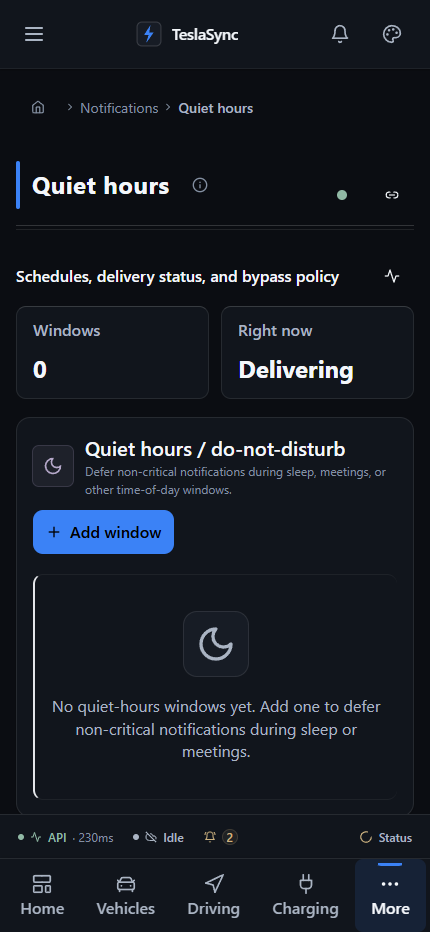 TeslaSync
Notifications
Quiet hours
Quiet hours
Schedules, delivery status, and bypass policy
Windows
0
Right now
Delivering
Quiet hours / do-not-disturb
Defer non-critical notifications during sleep, meetings, or
other time-of-day windows.
Add window
No quiet-hours windows yet. Add one to defer
non-critical notifications during sleep or
meetings.
API · 230ms
Idle
2
Status
Home
Vehicles
Driving
Charging
More